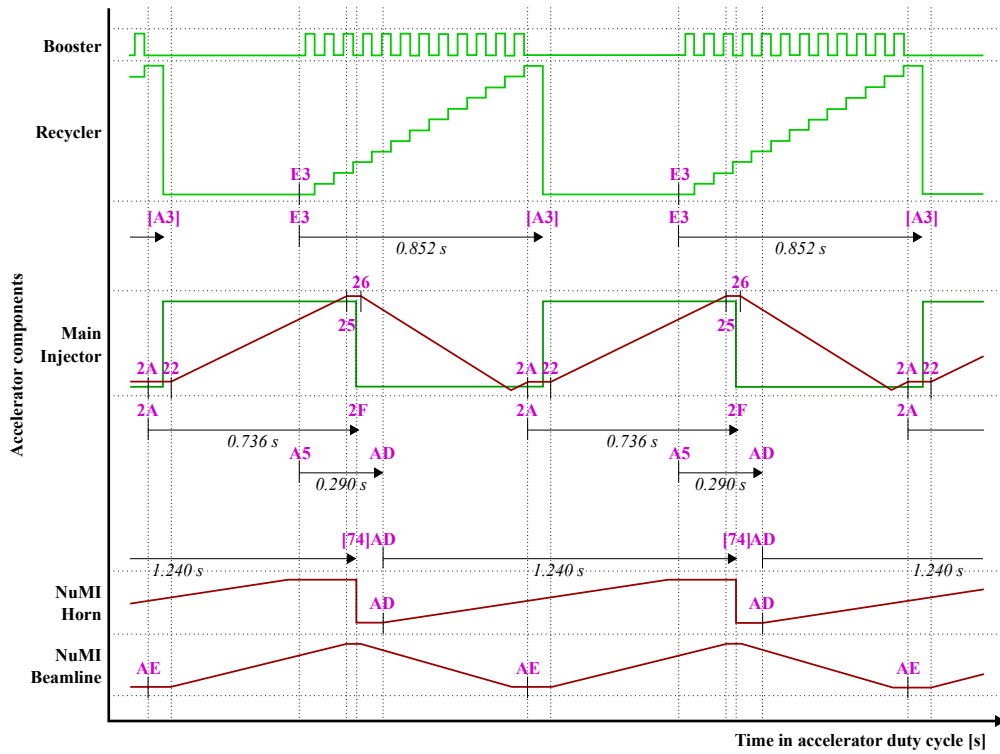 Booster
Recycler
E3 E3
[A3] E3 [A3] E3 [A3]
0.852 s 0.852 s
26 26
25 25
Main
Injector
2A 22 2A 22 2A 22
2A 2F 2A 2F 2A
0.736 s 0.736 s
A5 AD A5 AD
0.290 s 0.290 s
[74] AD [74] AD
1.240 s 1.240 s 1.240 s
NuMI
Horn
AD AD
NuMI
Beamline
AE AE AE
Accelerator components
Time in accelerator duty cycle [s]